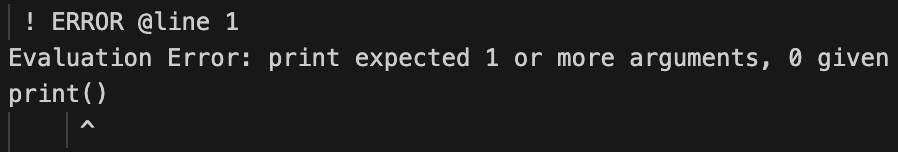 ! ERROR @line 1
Evaluation Error: print expected 1 or more arguments, 0 given
print()
^